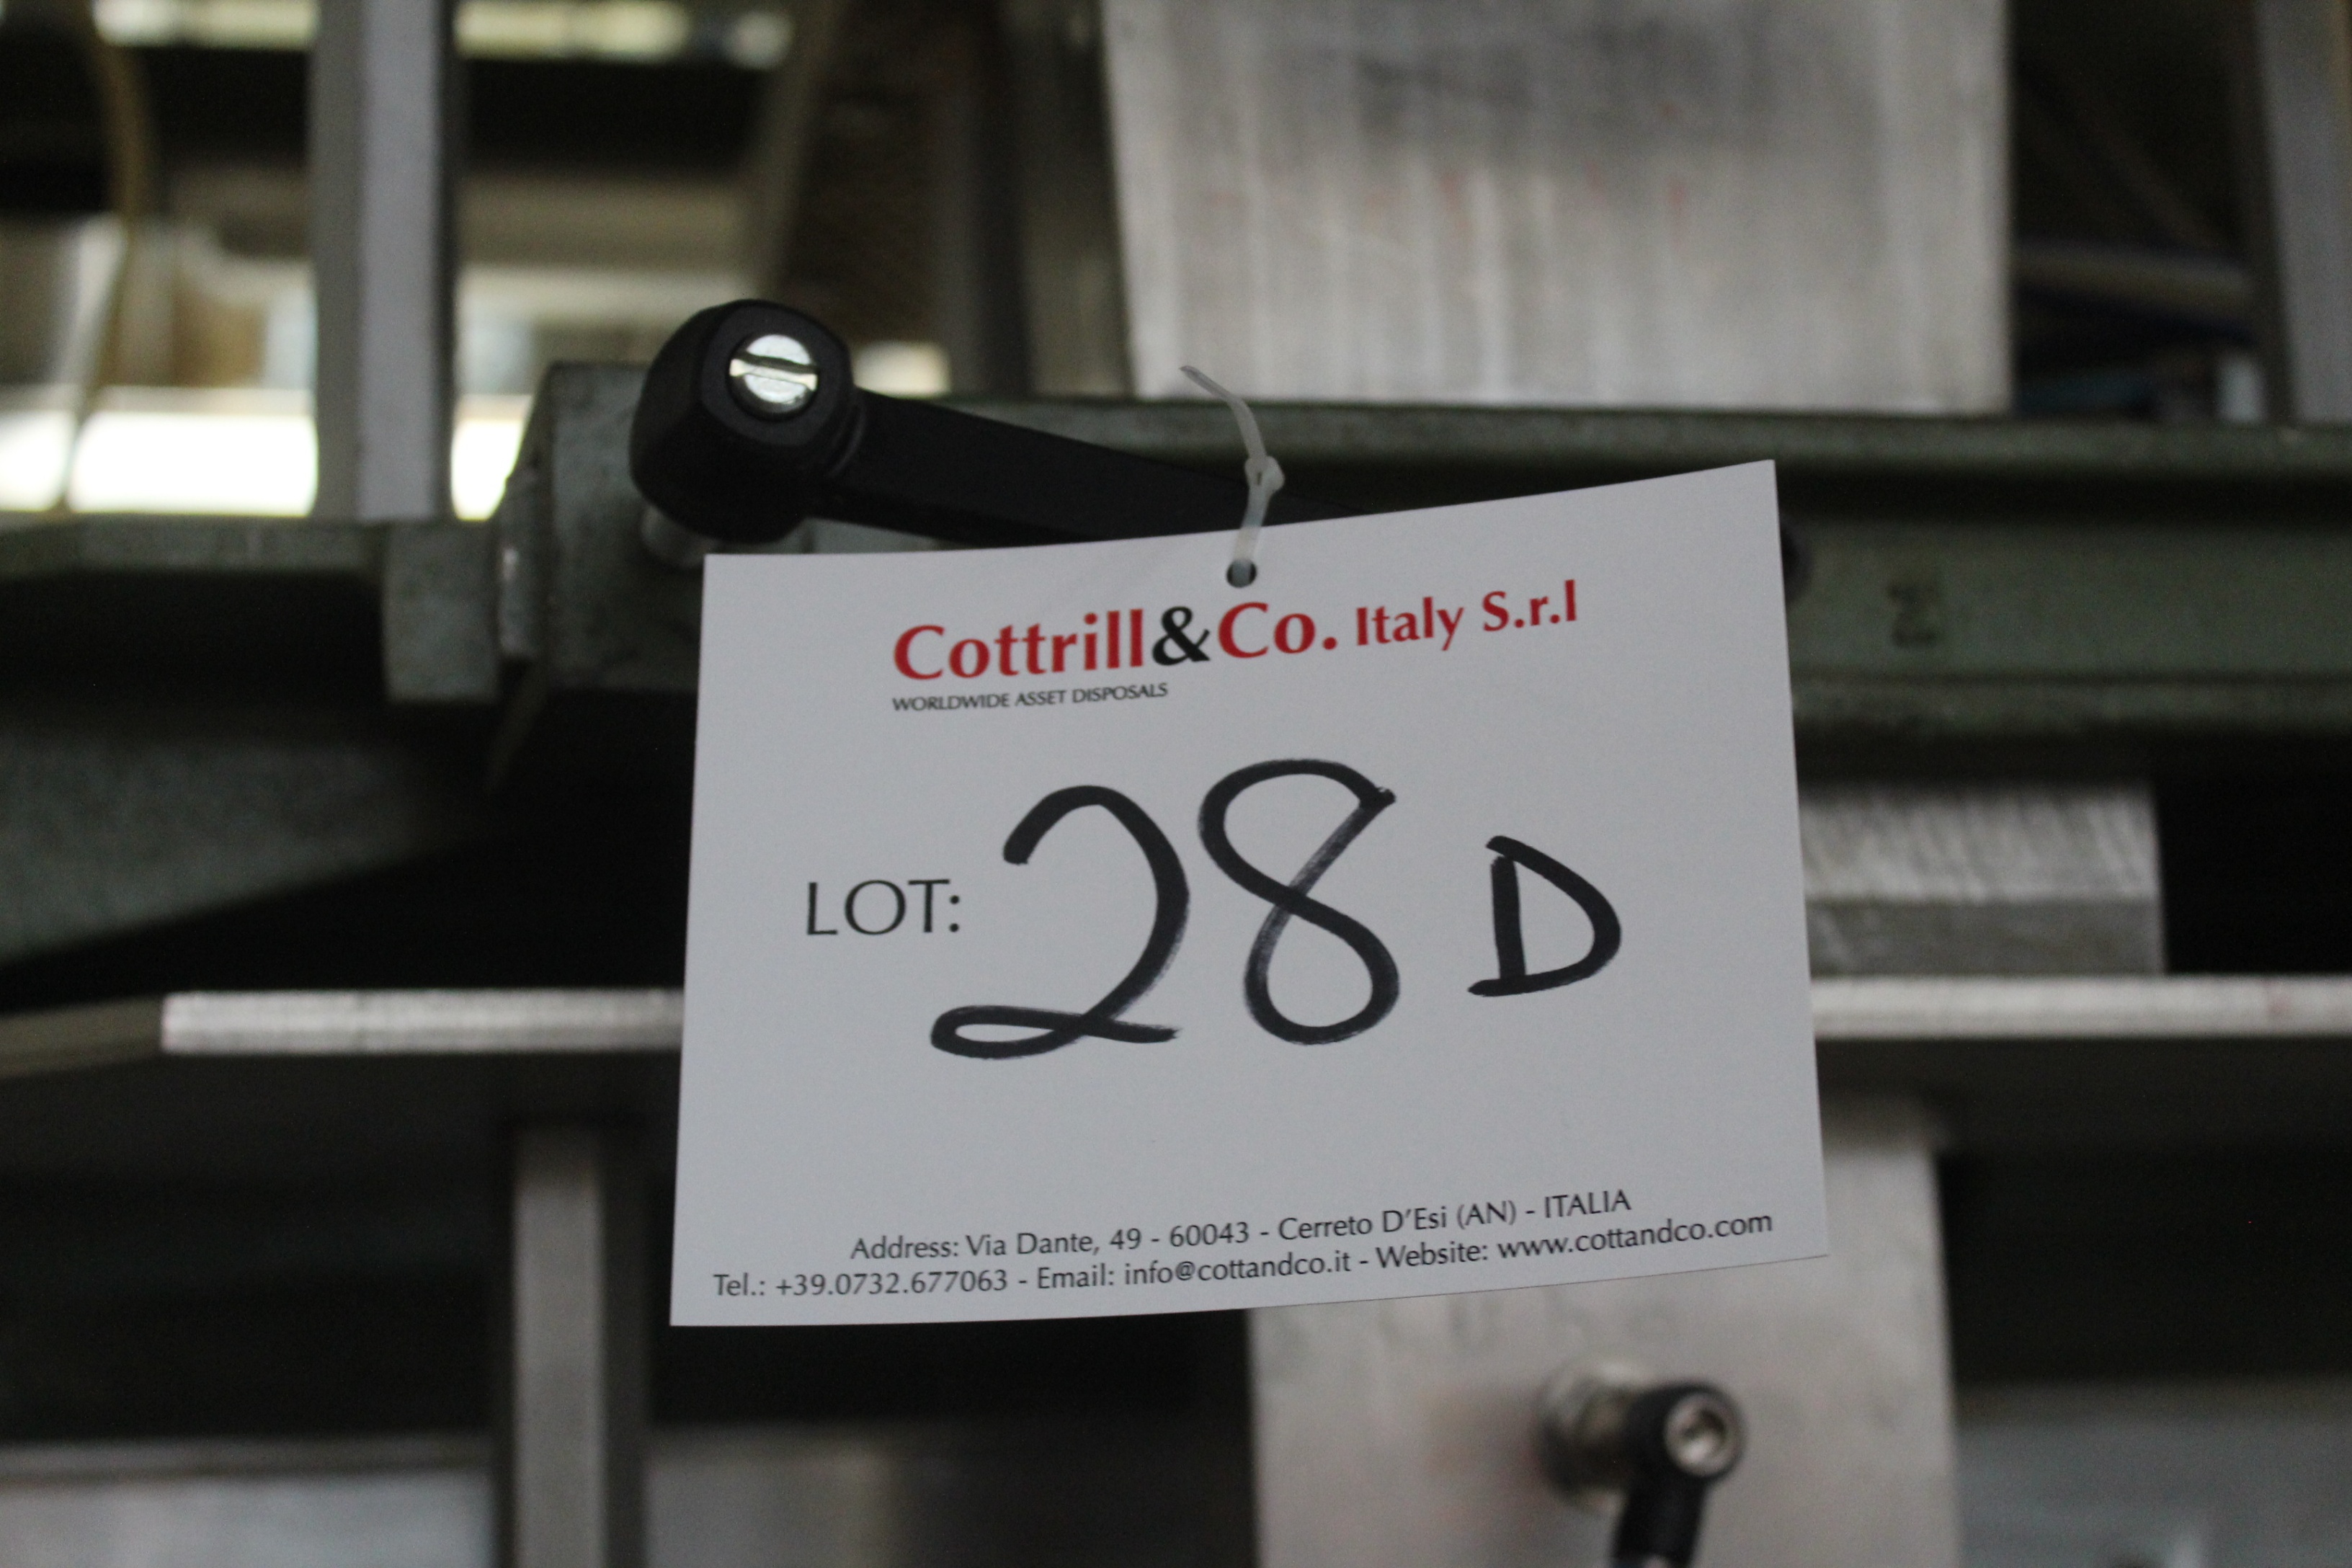 Cottrill&Co. Italy S.r.l
WORLDWIDE ASSET DISPOSALS
LOT: 28 D
Address: Via Dante, 49 - 60043 - Cerreto D'Esi (AN) - ITALIA
Tel.: +39.0732.677063 - Email: info@cottandco.it - Website: www.cottandco.com